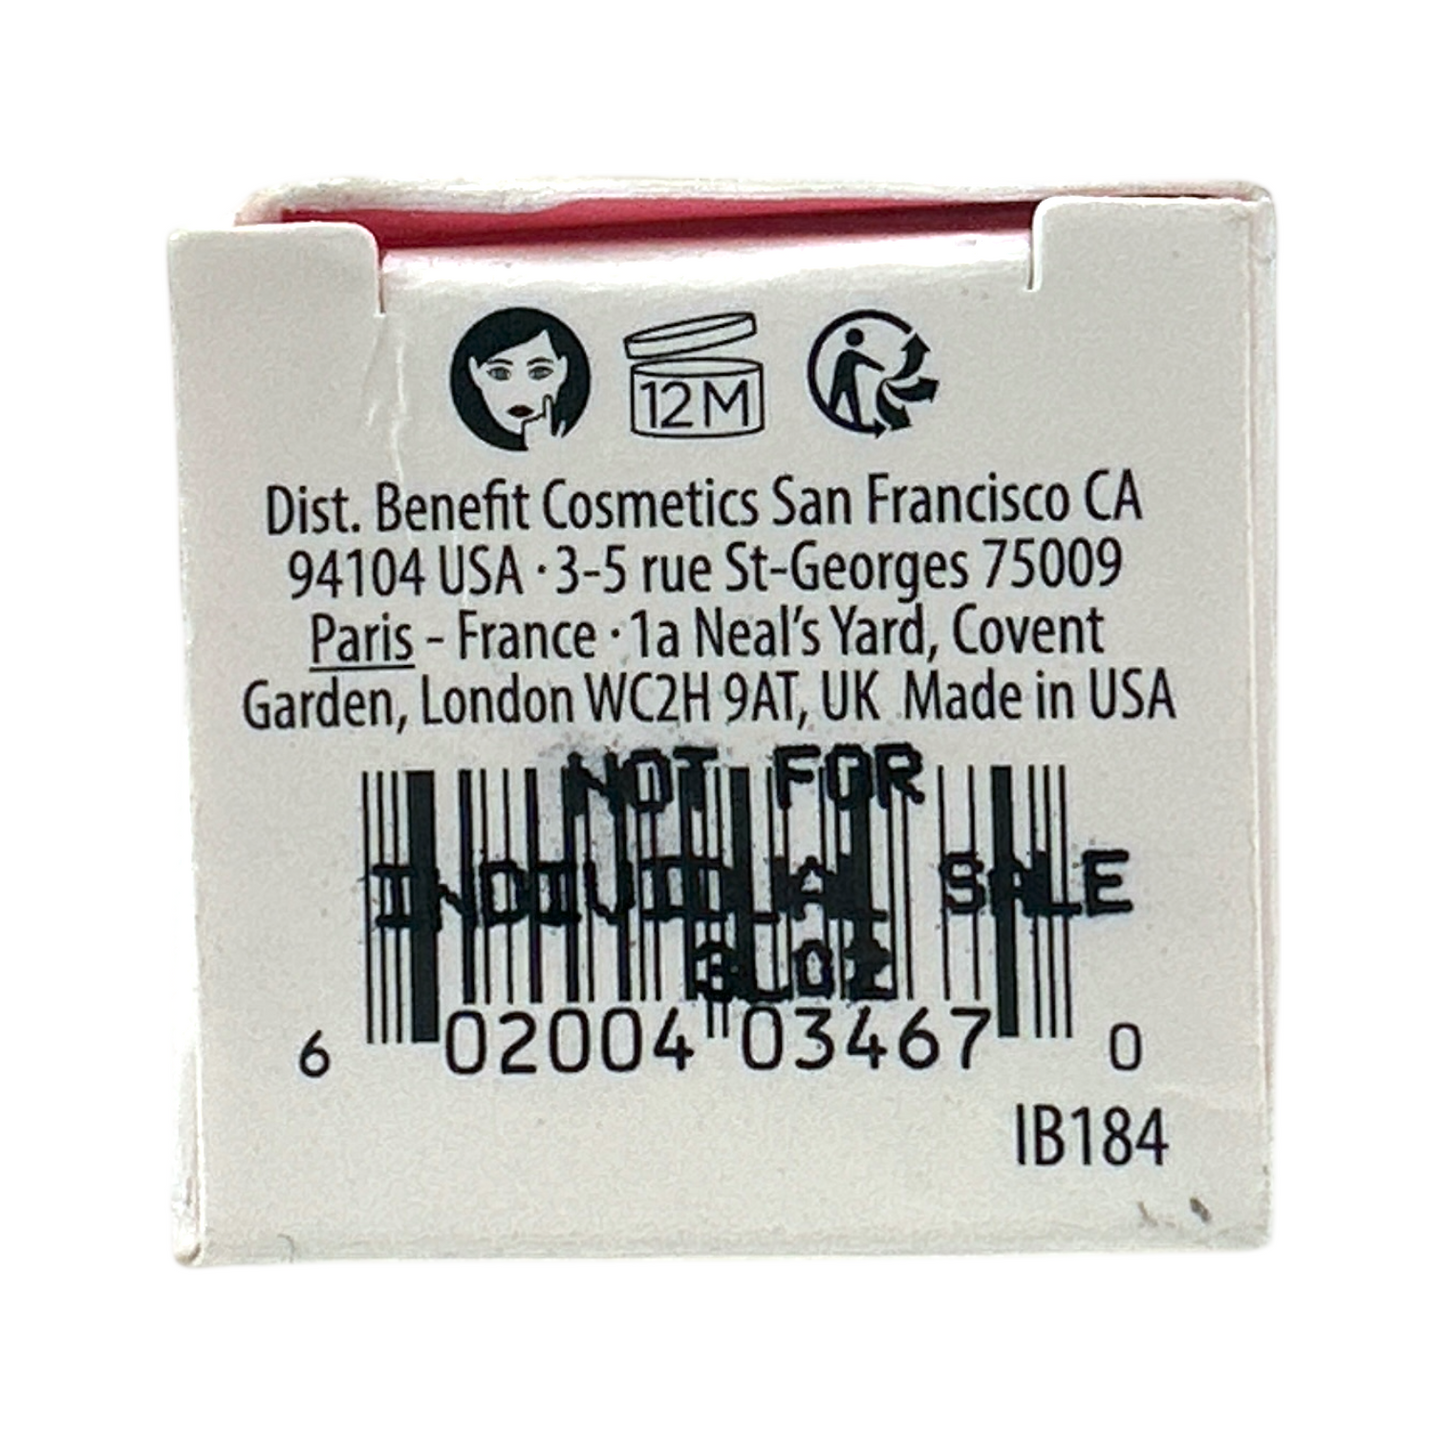 12M
Dist. Benefit Cosmetics San Francisco CA
94104 USA · 3-5 rue St-Georges 75009
Paris - France · 1a Neal's Yard, Covent
Garden, London WC2H 9AT, UK Made in USA
NOT FOR
INDIVIDUAL SALE
6 02004 03467 0
IB184